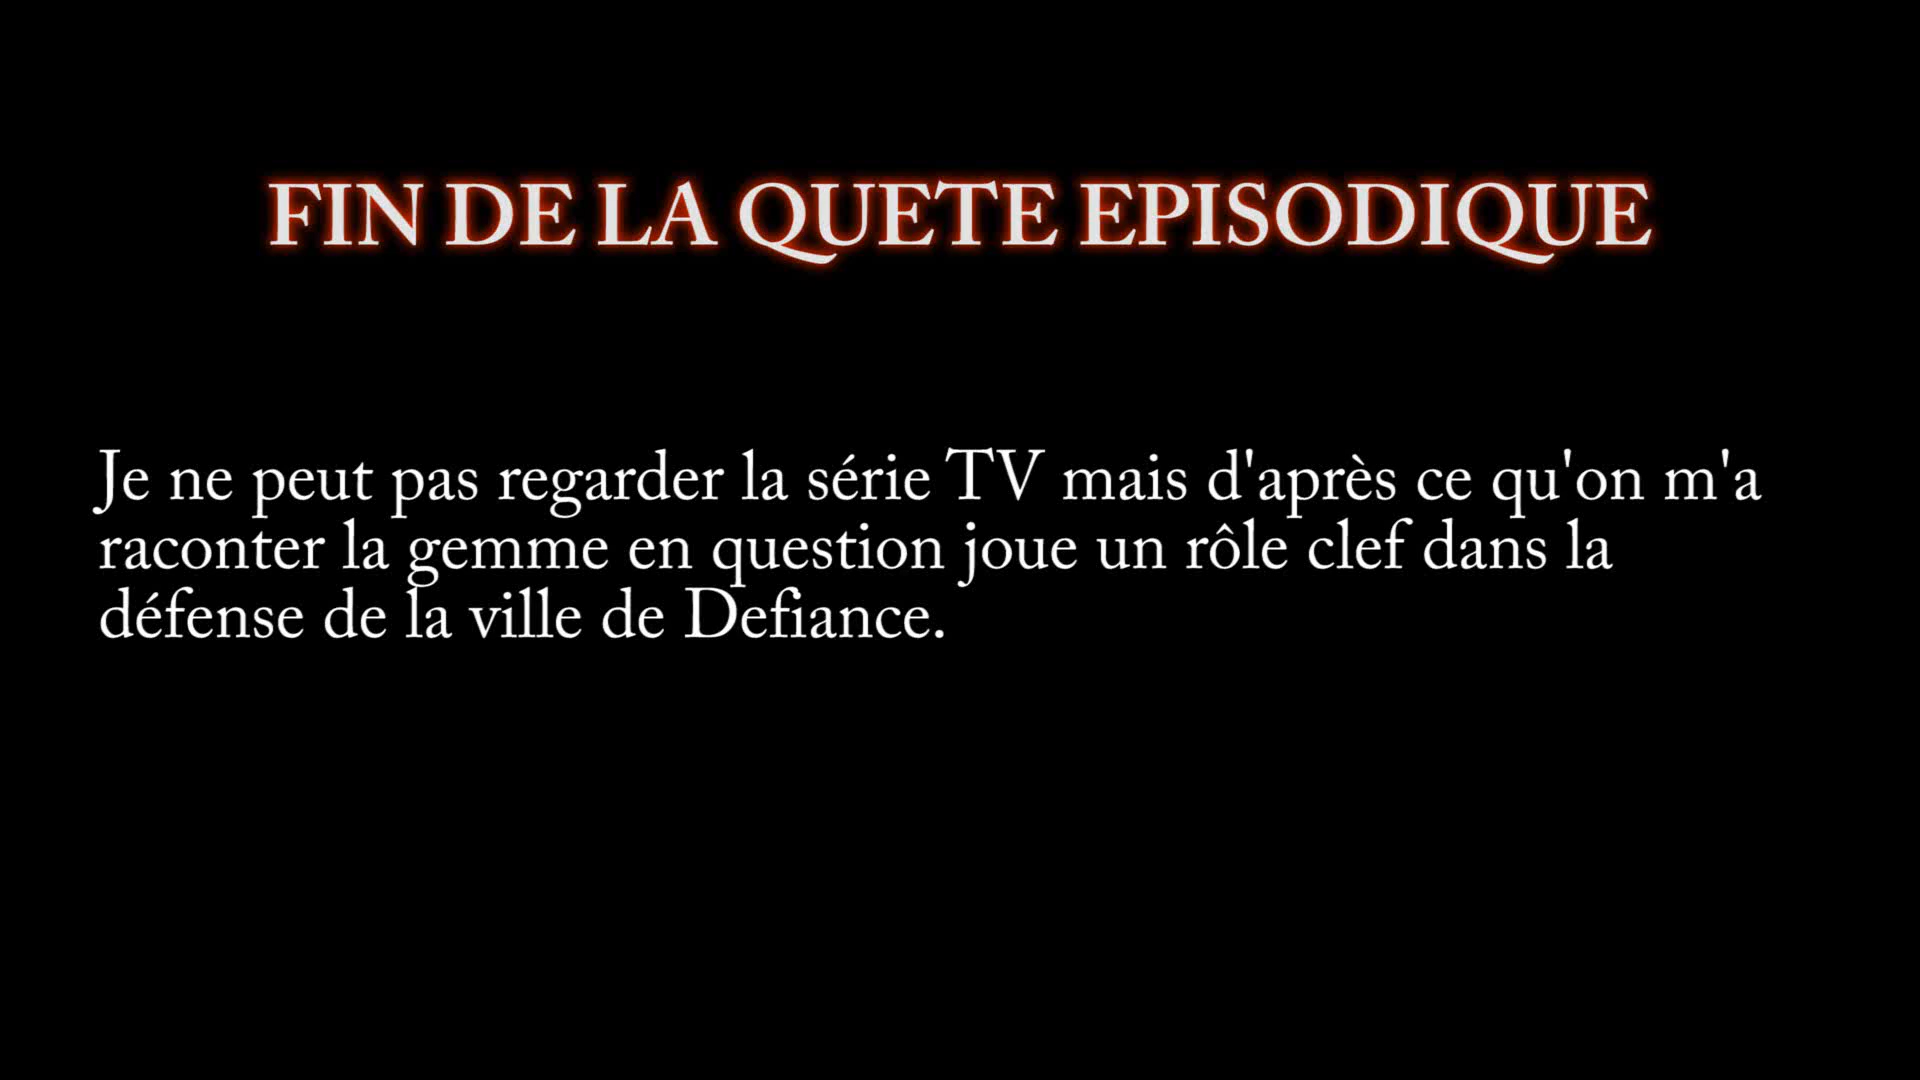 FIN DE LA QUETE EPISODIQUE
Je ne peut pas regarder la série TV mais d'après ce qu'on m'a
raconter la gemme en question joue un rôle clef dans la
défense de la ville de Defiance.